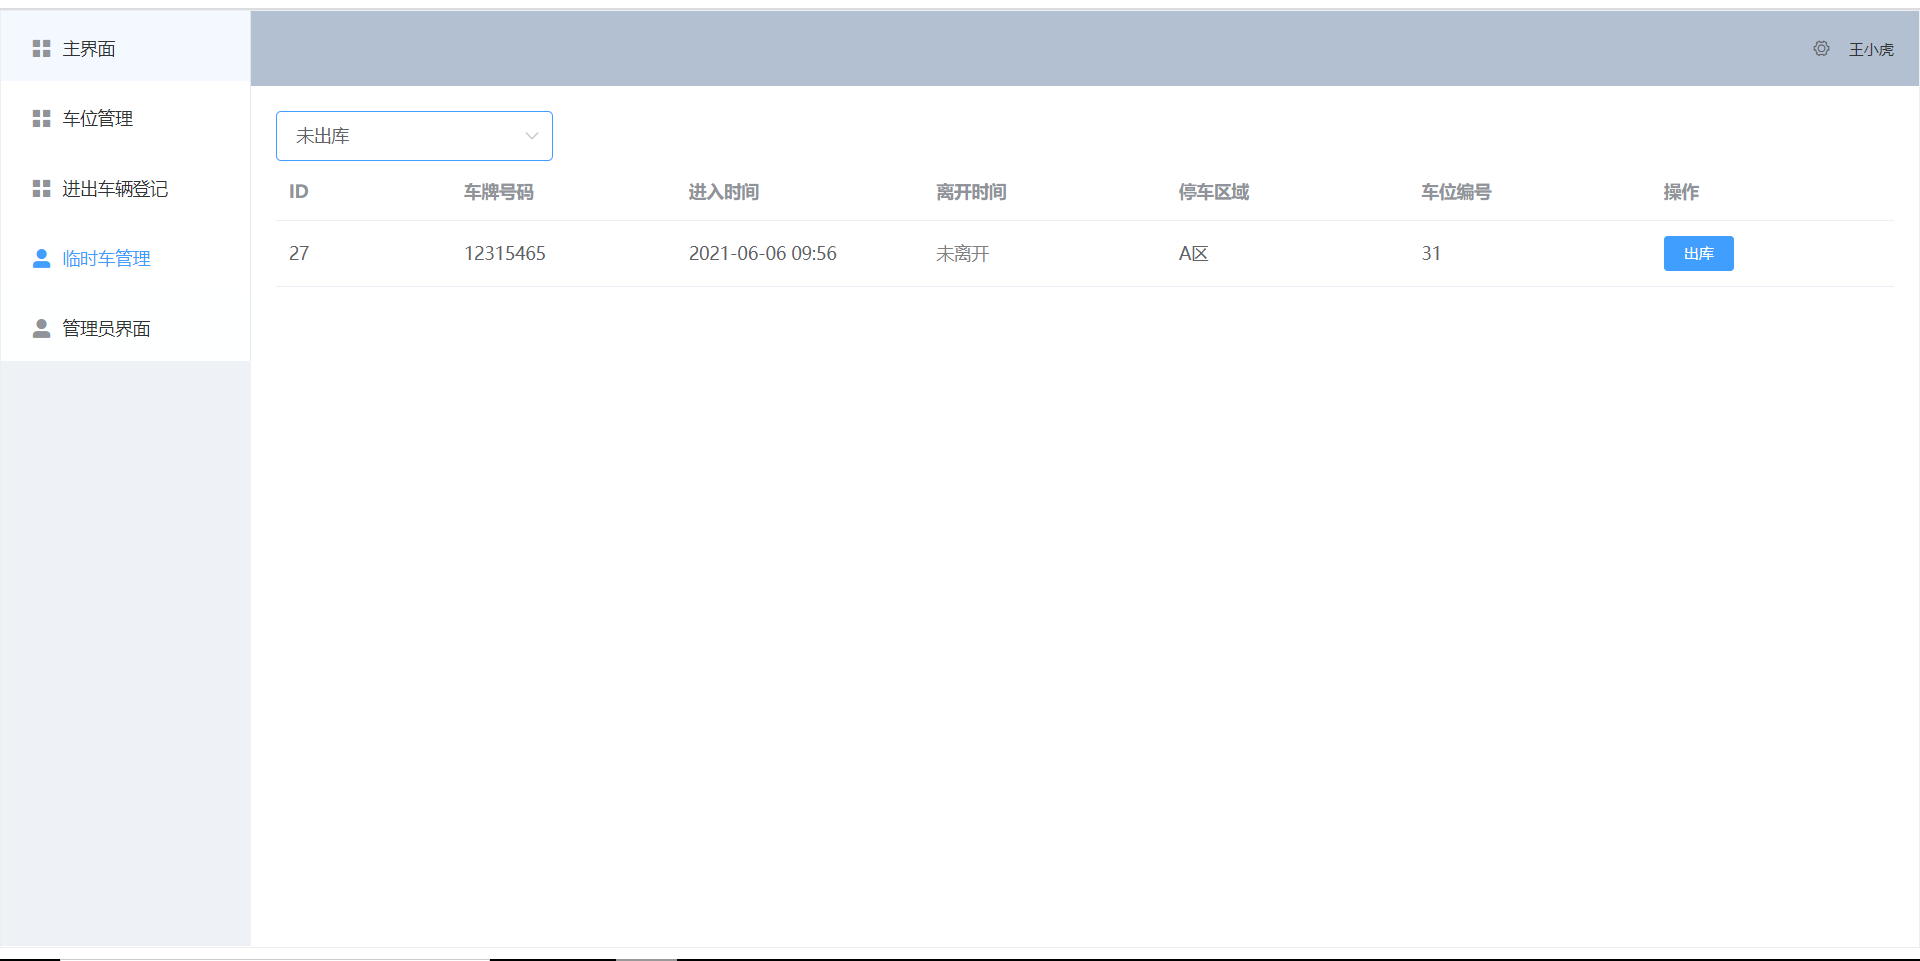 主界面
王小虎
车位管理
进出车辆登记
临时车管理
管理员界面
未出库
ID 车牌号码 进入时间 离开时间 停车区域 车位编号 操作
27 12315465 2021-06-06 09:56 未离开 A区 31 出库